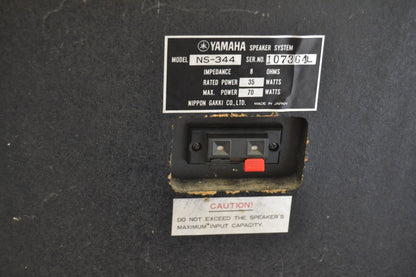 YAMAHA SPEAKER SYSTEM
MODEL NS-344 SER.NO. 107364L
IMPEDANCE 8 OHMS
RATED POWER 35 WATTS
MAX. POWER 70 WATTS
NIPPON GAKKI CO., LTD. MADE IN JAPAN
CAUTION!
DO NOT EXCEED THE SPEAKER'S
MAXIMUM INPUT CAPACITY.